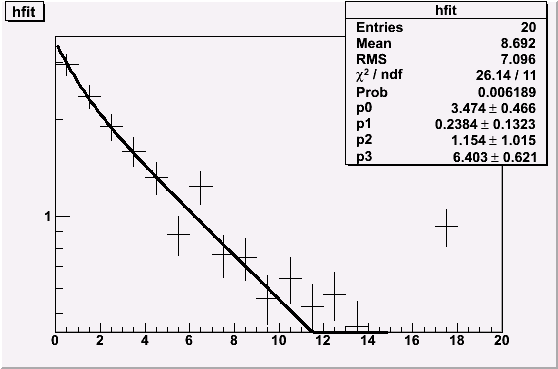 hfit
hfit
Entries 20
Mean 8.692
RMS 7.096
χ² / ndf 26.14 / 11
Prob 0.006189
p0 3.474 ± 0.466
p1 0.2384 ± 0.1323
p2 1.154 ± 1.015
p3 6.403 ± 0.621
1
0 2 4 6 8 10 12 14 16 18 20